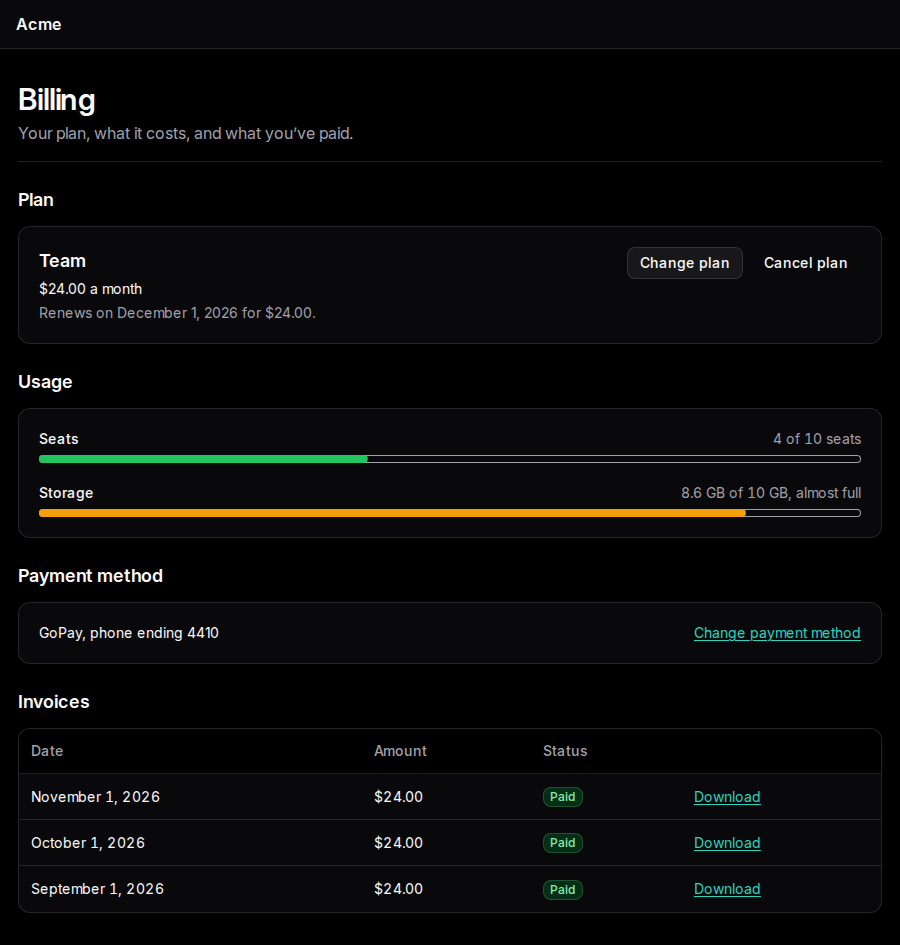 Acme
Billing
Your plan, what it costs, and what you’ve paid.
Plan
Team
Change plan
Cancel plan
$24.00 a month
Renews on December 1, 2026 for $24.00.
Usage
Seats
4 of 10 seats
Storage
8.6 GB of 10 GB, almost full
Payment method
GoPay, phone ending 4410
Change payment method
Invoices
Date Amount Status
November 1, 2026 $24.00 Paid Download
October 1, 2026 $24.00 Paid Download
September 1, 2026 $24.00 Paid Download